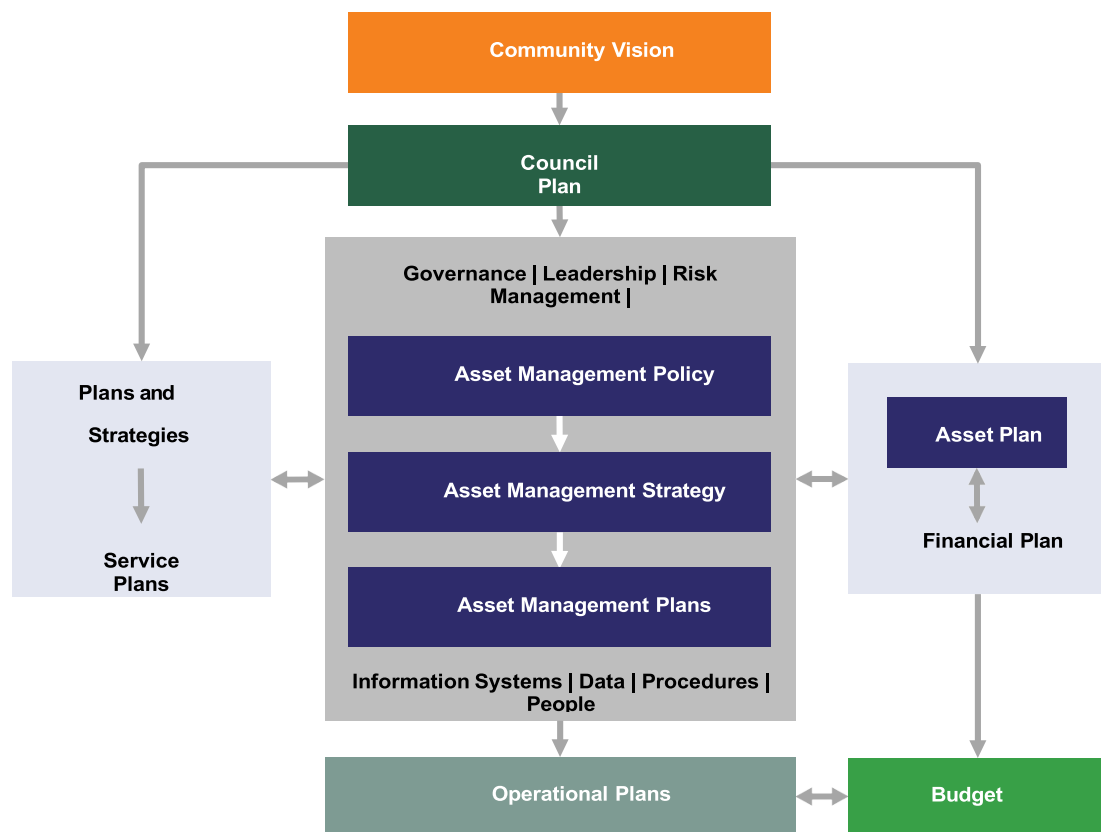 Community Vision
Council
Plan
Governance | Leadership | Risk
Management |
Asset Management Policy
Asset Management Strategy
Asset Management Plans
Information Systems | Data | Procedures |
People
Plans and
Strategies
Service
Plans
Asset Plan
Financial Plan
Operational Plans
Budget